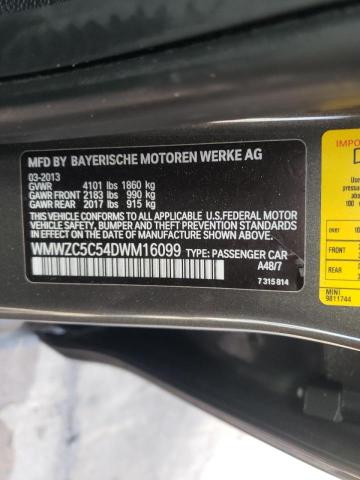 MFD BY BAYERISCHE MOTOREN WERKE AG
03-2013
GVWR 4101 lbs 1860 kg
GAWR FRONT 2183 lbs 990 kg
GAWR REAR 2017 lbs 915 kg
THIS VEHICLE CONFORMS TO ALL APPLICABLE
U.S.FEDERAL MOTOR
VEHICLE SAFETY, BUMPER, AND THEFT
PREVENTION STANDARDS IN EFFECT ON THE
DATE OF MANUFACTURE SHOWN ABOVE.
WMWZC5C54DWM16099 TYPE: PASSENGER CAR
A48/7
7 315 814
MINI
9811744